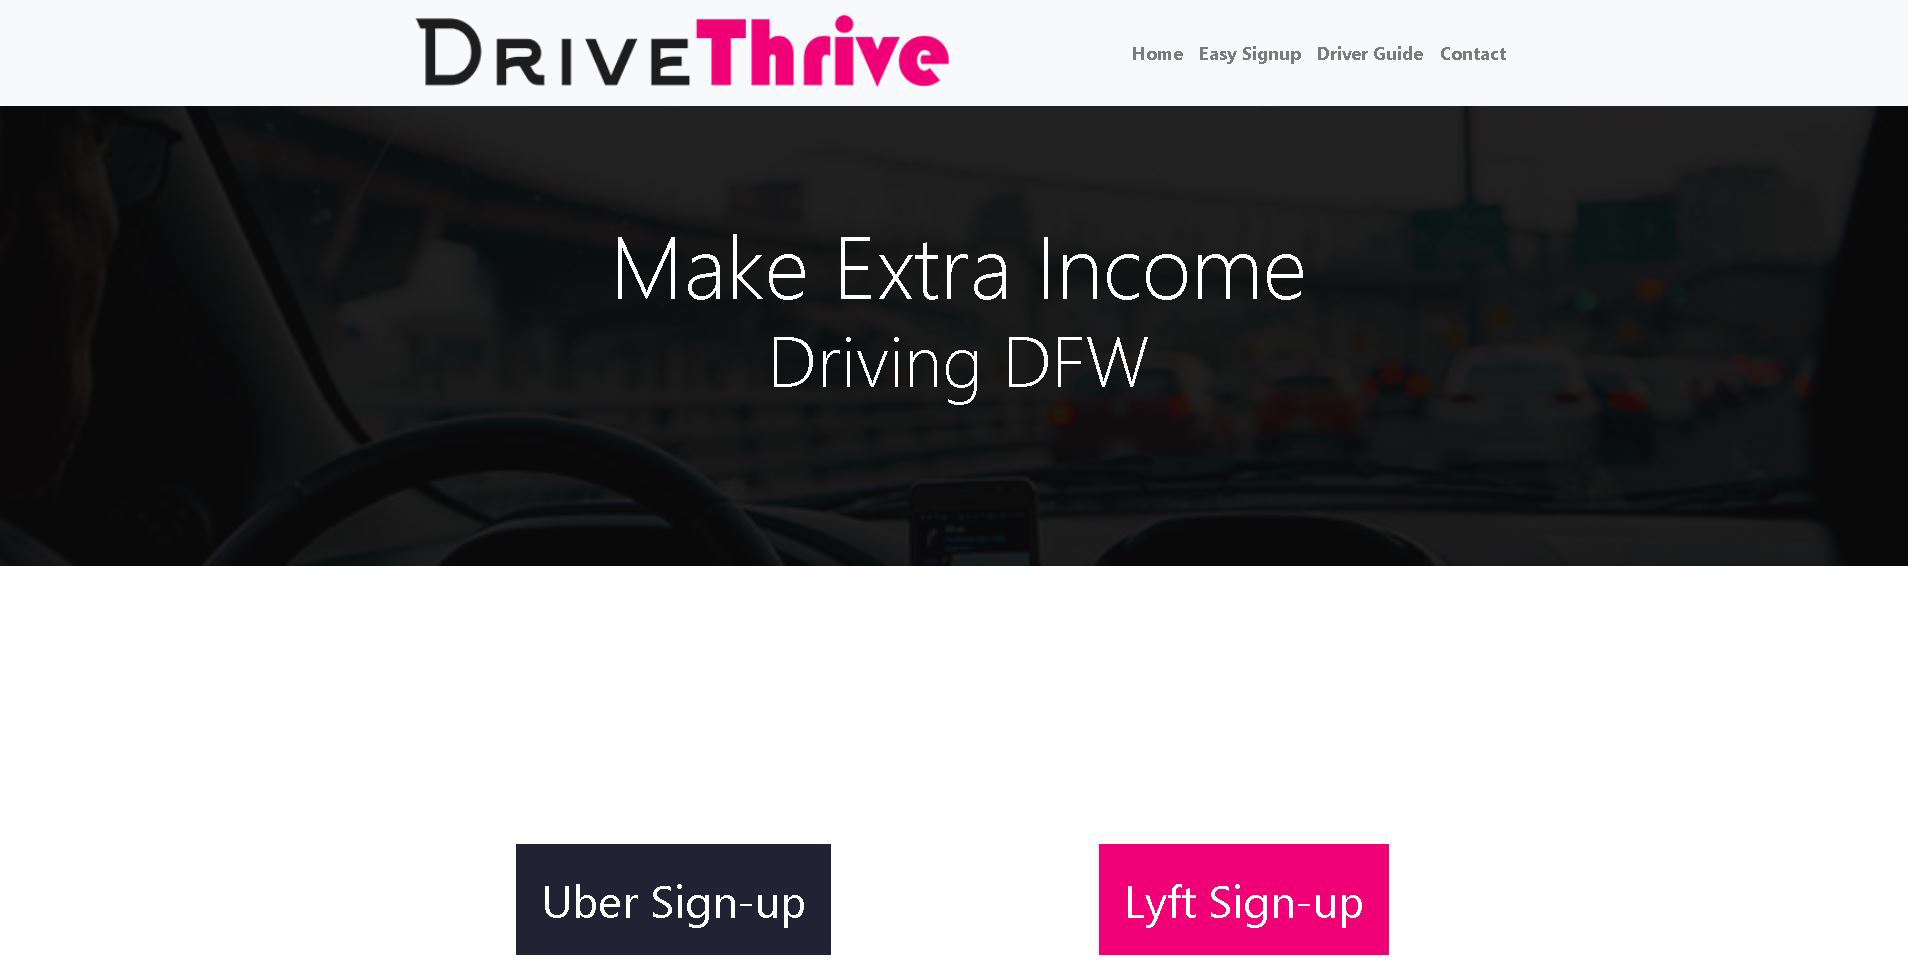 DRIVEThrive
Home Easy Signup Driver Guide Contact
Make Extra Income
Driving DFW
Uber Sign-up
Lyft Sign-up